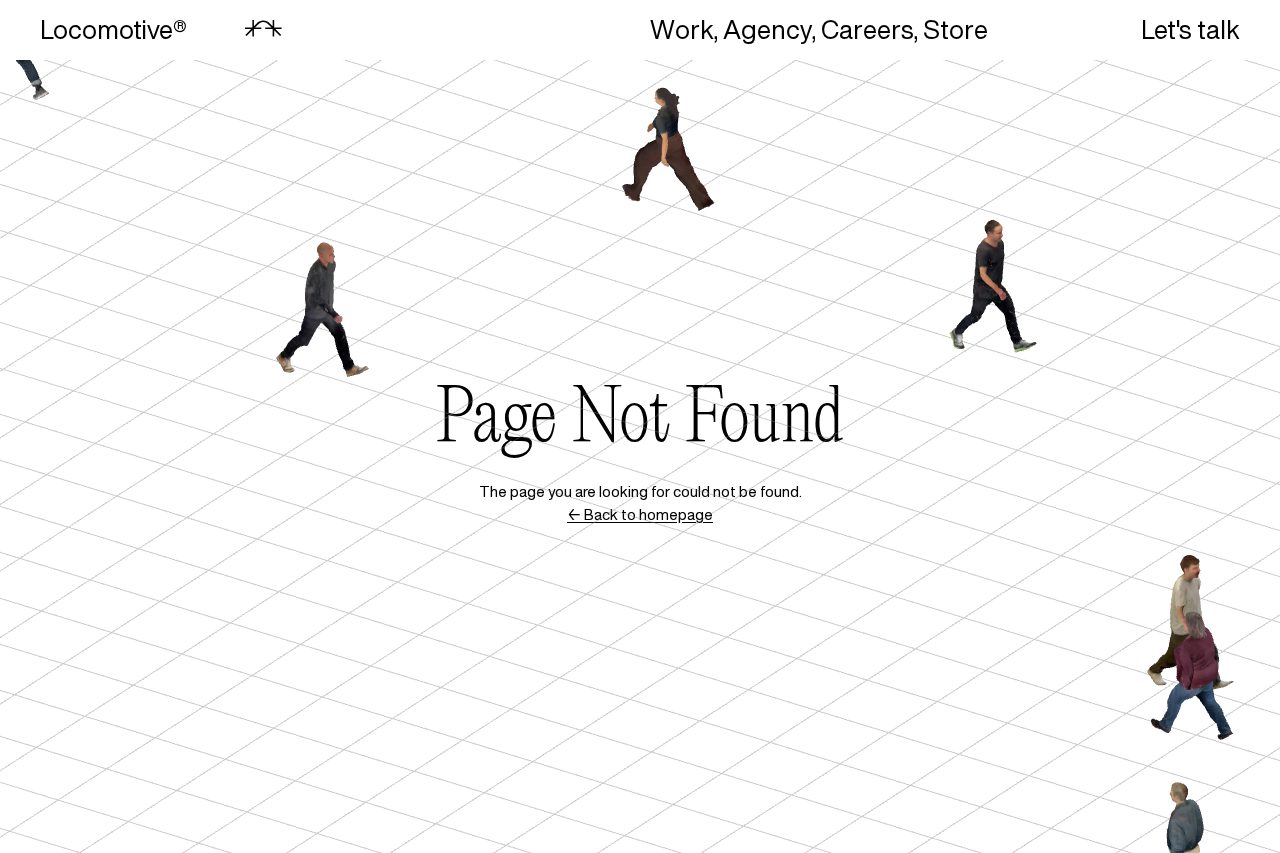 Locomotive®
Work, Agency, Careers, Store
Let's talk
Page Not Found
The page you are looking for could not be found.
← Back to homepage